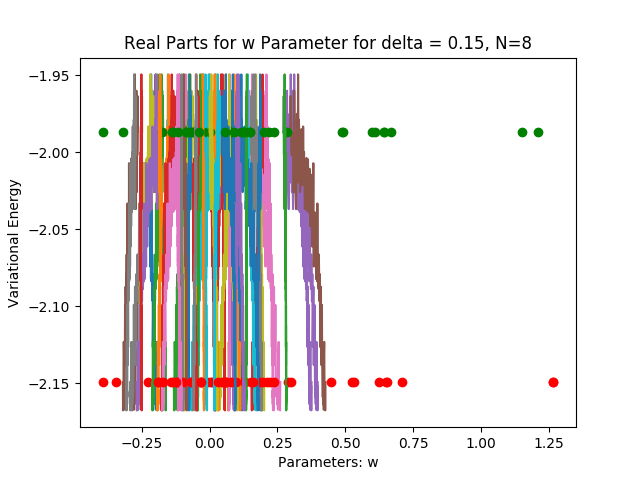 Real Parts for w Parameter for delta = 0.15, N=8
−1.95
−2.00
−2.05
−2.10
−2.15
Variational Energy
−0.25 0.00 0.25 0.50 0.75 1.00 1.25
Parameters: w